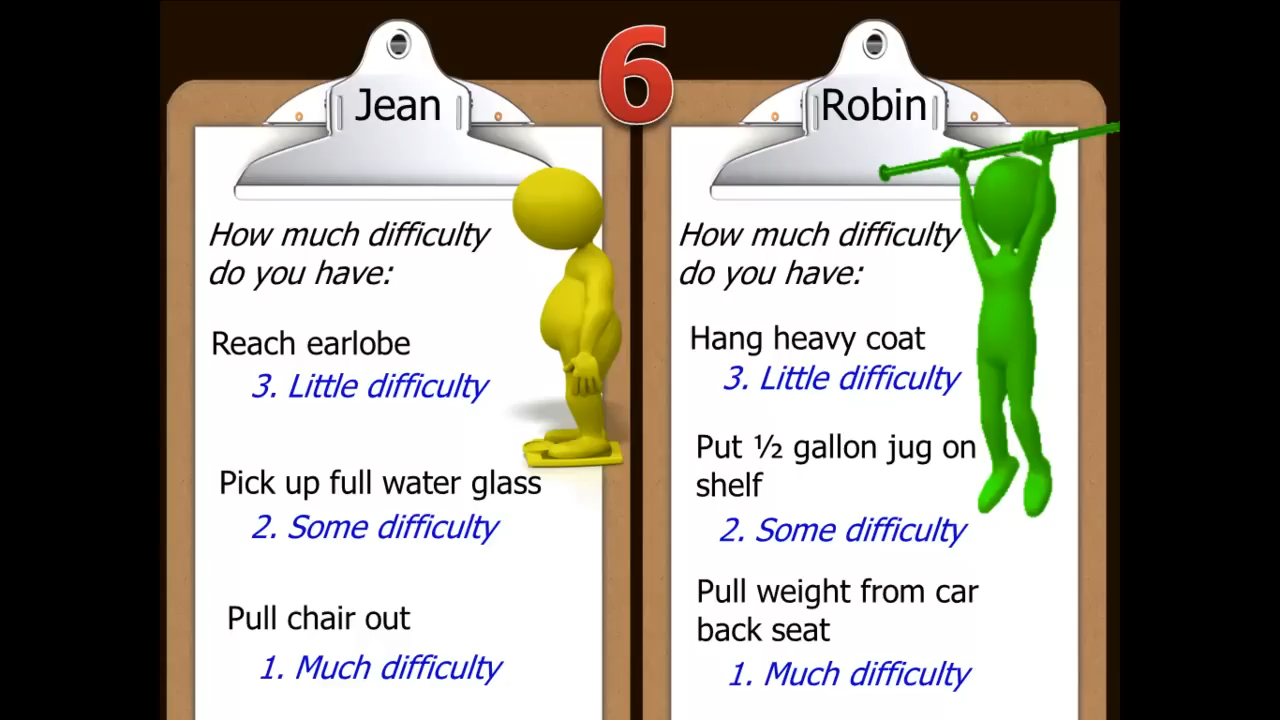 6
Jean
How much difficulty
do you have:
Reach earlobe
3. Little difficulty
Pick up full water glass
2. Some difficulty
Pull chair out
1. Much difficulty
Robin
How much difficulty
do you have:
Hang heavy coat
3. Little difficulty
Put ½ gallon jug on
shelf
2. Some difficulty
Pull weight from car
back seat
1. Much difficulty